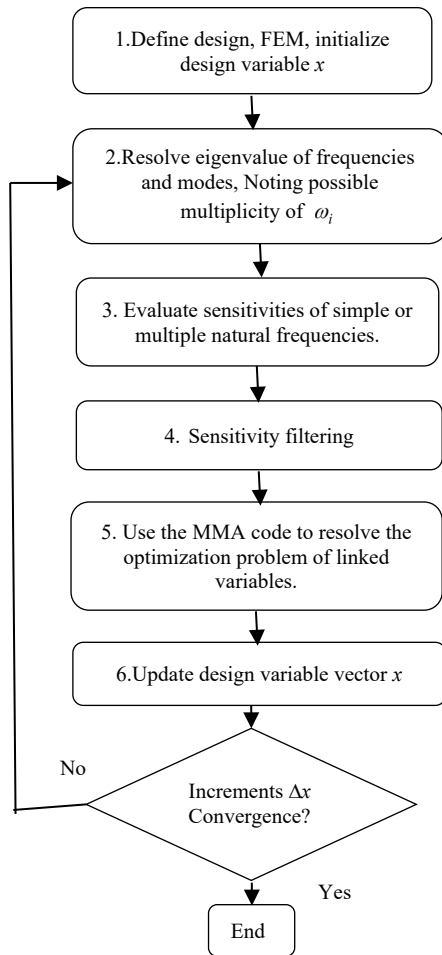 1.Define design, FEM, initialize
design variable x
2.Resolve eigenvalue of frequencies
and modes, Noting possible
multiplicity of ωi
3. Evaluate sensitivities of simple or
multiple natural frequencies.
4. Sensitivity filtering
5. Use the MMA code to resolve the
optimization problem of linked
variables.
6.Update design variable vector x
No
Increments Δx
Convergence?
Yes
End